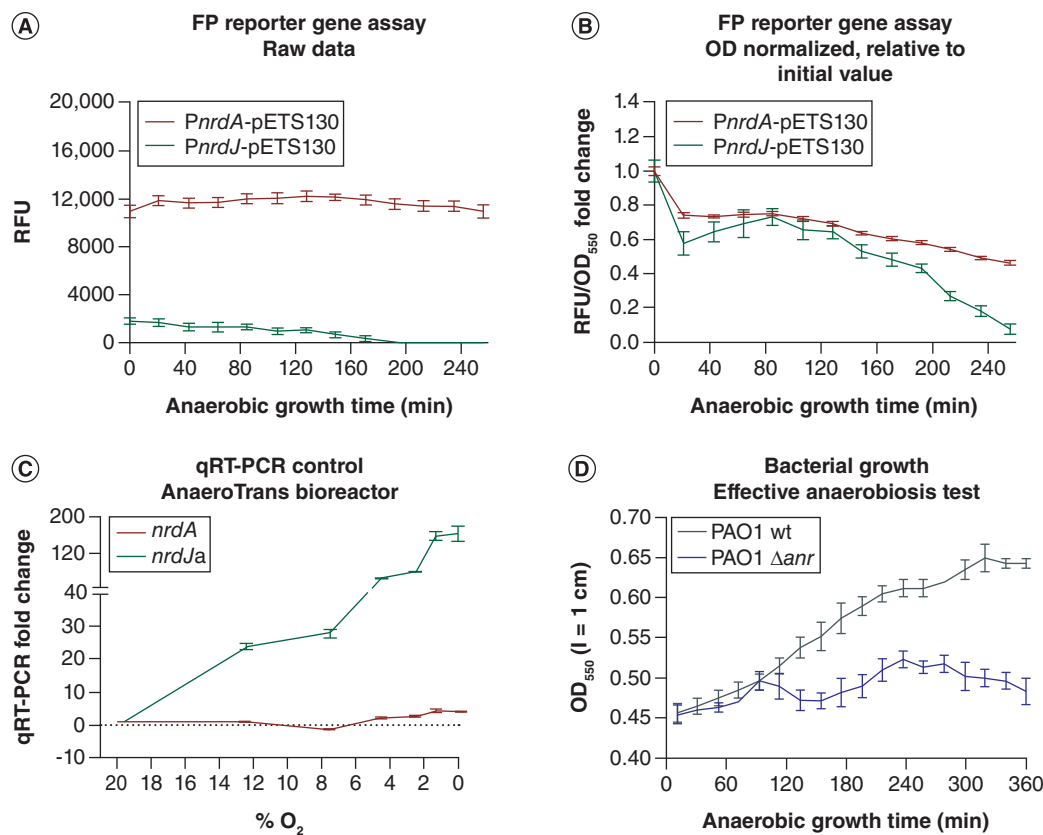 A
FP reporter gene assay
Raw data
20,000
16,000
12,000
8000
4000
0
RFU
PnrdA-pETS130
PnrdJ-pETS130
0 40 80 120 160 200 240
Anaerobic growth time (min)
B
FP reporter gene assay
OD normalized, relative to
initial value
1.4
1.2
1.0
0.8
0.6
0.4
0.2
0.0
RFU/OD550 fold change
PnrdA-pETS130
PnrdJ-pETS130
0 40 80 120 160 200 240
Anaerobic growth time (min)
C
qRT-PCR control
AnaeroTrans bioreactor
200
150
40
30
20
10
0
-10
qRT-PCR fold change
nrdA
nrdJa
20 18 16 14 12 10 8 6 4 2 0
% O2
D
Bacterial growth
Effective anaerobiosis test
0.70
0.65
0.60
0.55
0.50
0.45
0.40
OD550 (l = 1 cm)
PAO1 wt
PAO1 Δanr
0 60 120 180 240 300 360
Anaerobic growth time (min)